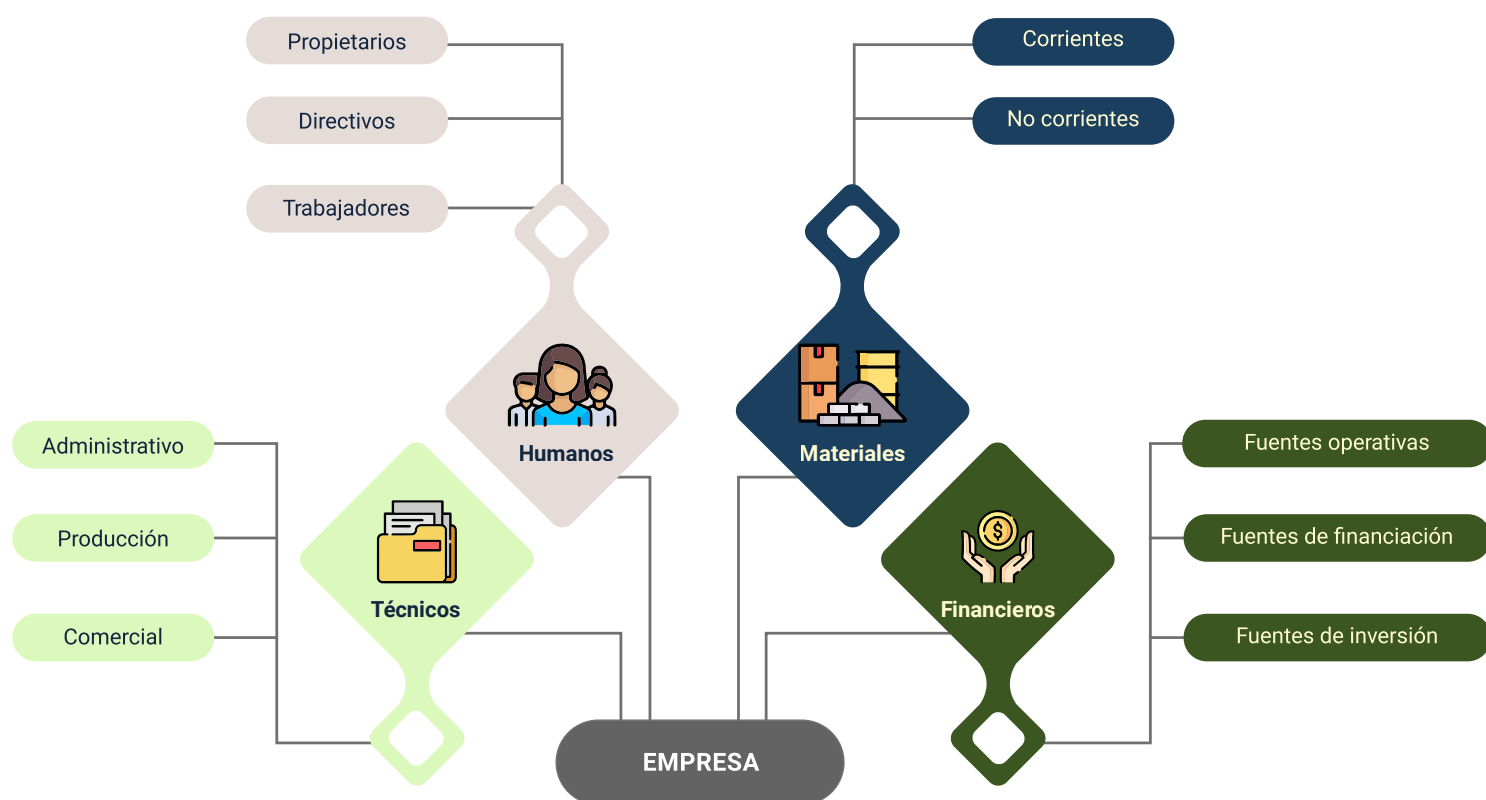 Propietarios
Directivos
Trabajadores
Humanos
Corrientes
No corrientes
Materiales
Administrativo
Producción
Comercial
Técnicos
Fuentes operativas
Fuentes de financiación
Fuentes de inversión
$
Financieros
EMPRESA